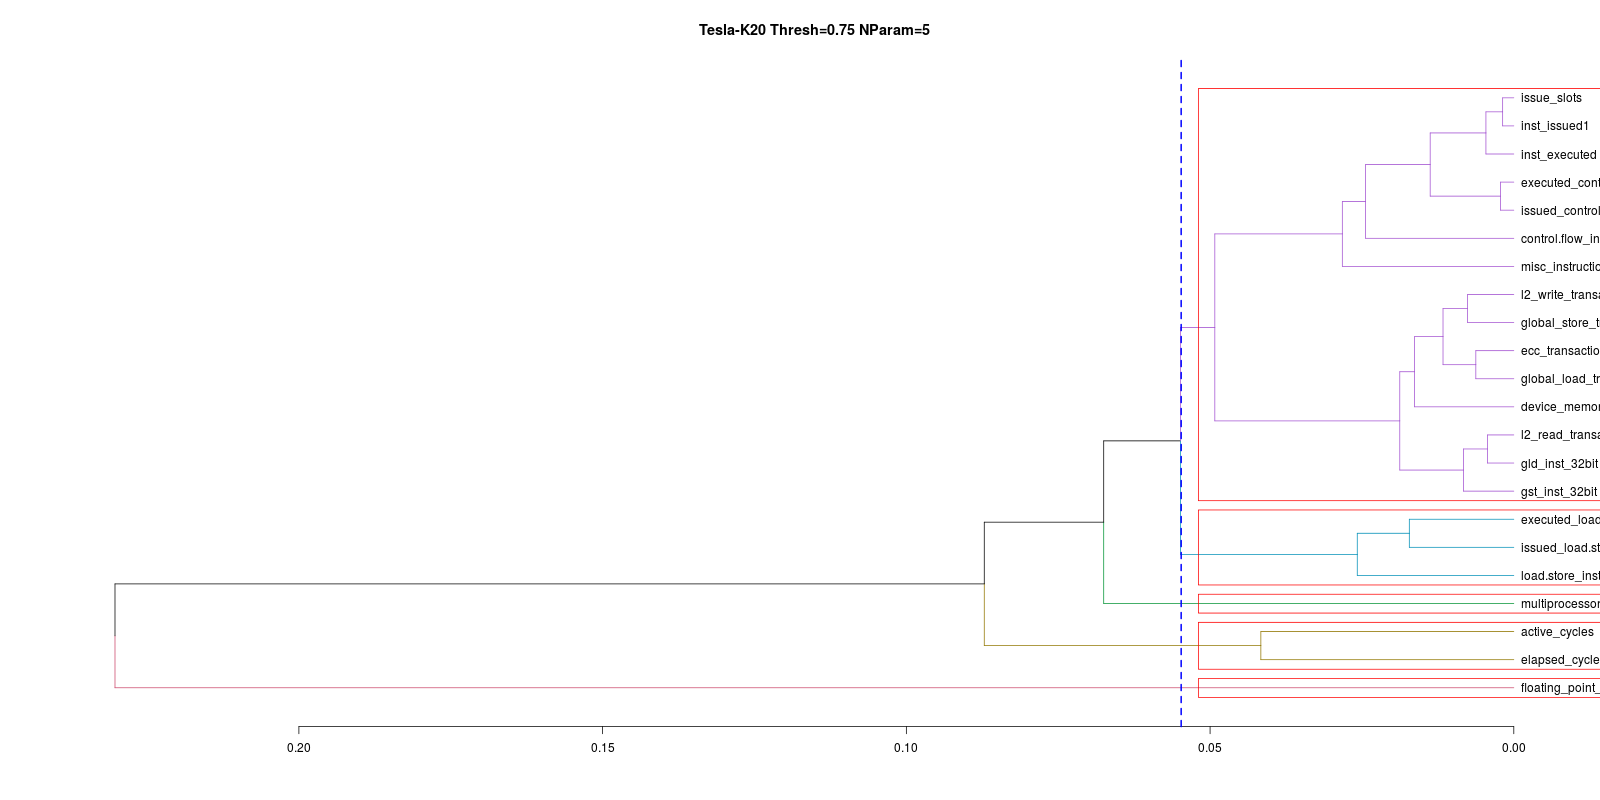 Tesla-K20 Thresh=0.75 NParam=5
issue_slots
inst_issued1
inst_executed
executed_cont
issued_control
control.flow_in
misc_instructio
l2_write_transa
global_store_t
ecc_transactio
global_load_tr
device_memor
l2_read_transa
gld_inst_32bit
gst_inst_32bit
executed_load
issued_load.st
load.store_inst
multiprocessor
active_cycles
elapsed_cycle
floating_point_
0.20 0.15 0.10 0.05 0.00